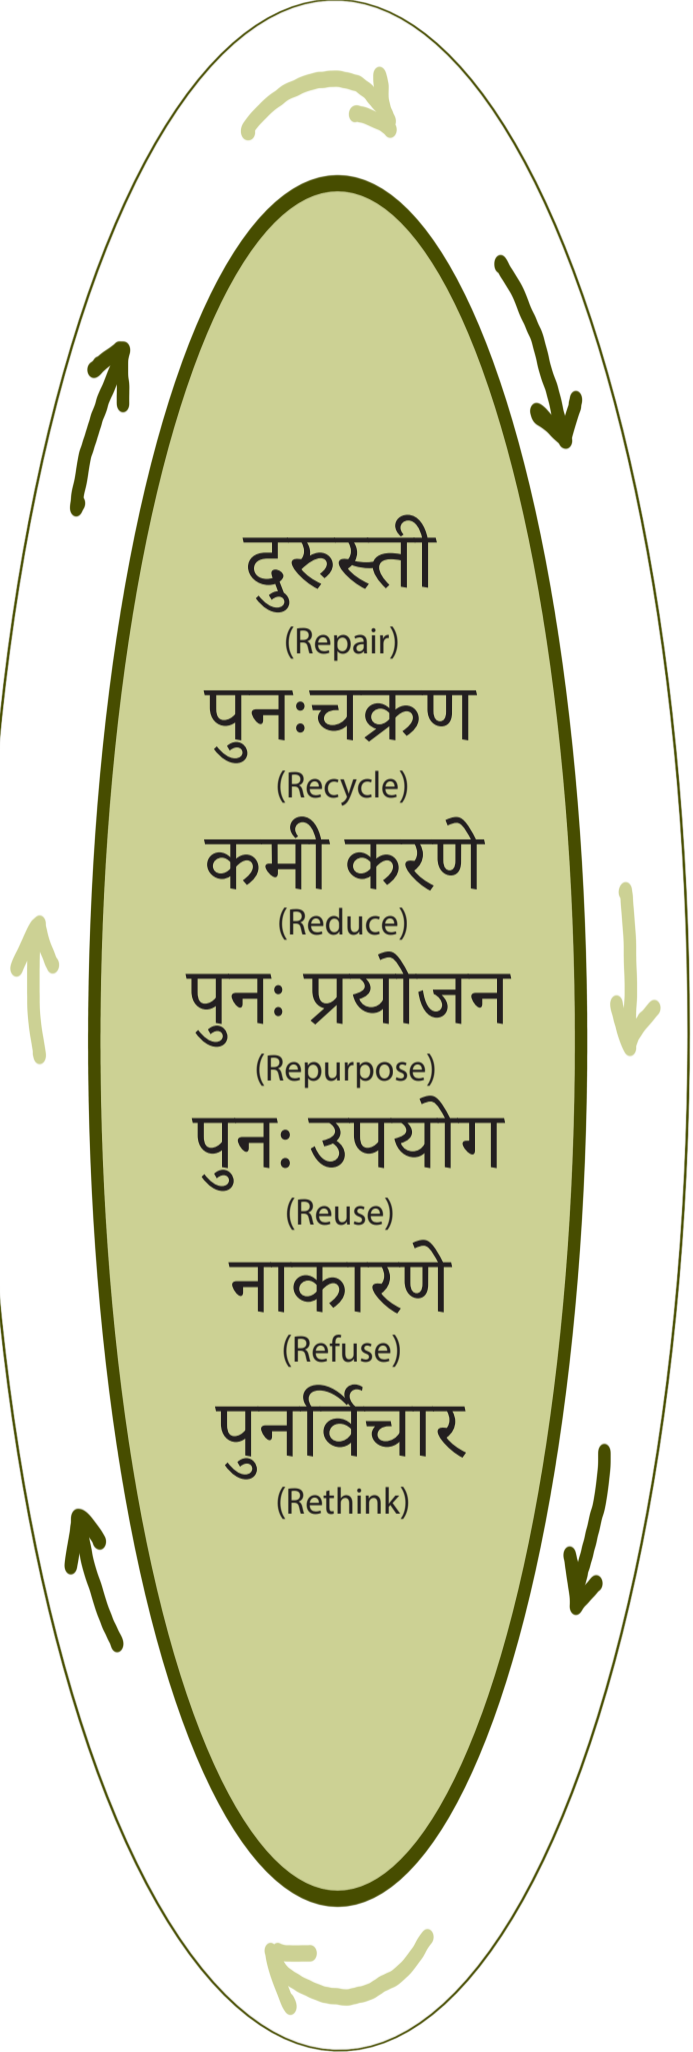 दुरुस्ती
(Repair)
पुनःचक्रण
(Recycle)
कमी करणे
(Reduce)
पुनः प्रयोजन
(Repurpose)
पुन: उपयोग
(Reuse)
नाकारणे
(Refuse)
पुनर्विचार
(Rethink)